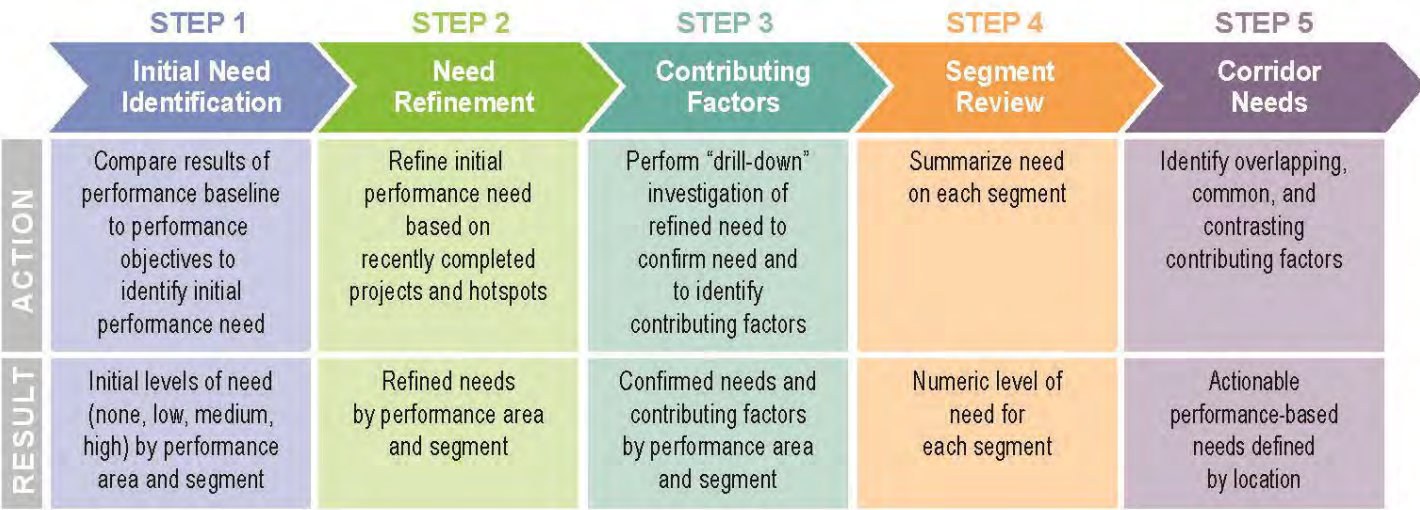 STEP 1
STEP 2
STEP 3
STEP 4
STEP 5
Initial Need
Identification
Need
Refinement
Contributing
Factors
Segment
Review
Corridor
Needs
ACTION
Compare results of
performance baseline
to performance
objectives to
identify initial
performance need
Refine initial
performance need
based on
recently completed
projects and hotspots
Perform “drill-down”
investigation of
refined need to
confirm need and
to identify
contributing factors
Summarize need
on each segment
Identify overlapping,
common, and
contrasting
contributing factors
RESULT
Initial levels of need
(none, low, medium,
high) by performance
area and segment
Refined needs
by performance area
and segment
Confirmed needs and
contributing factors
by performance area
and segment
Numeric level of
need for
each segment
Actionable
performance-based
needs defined
by location